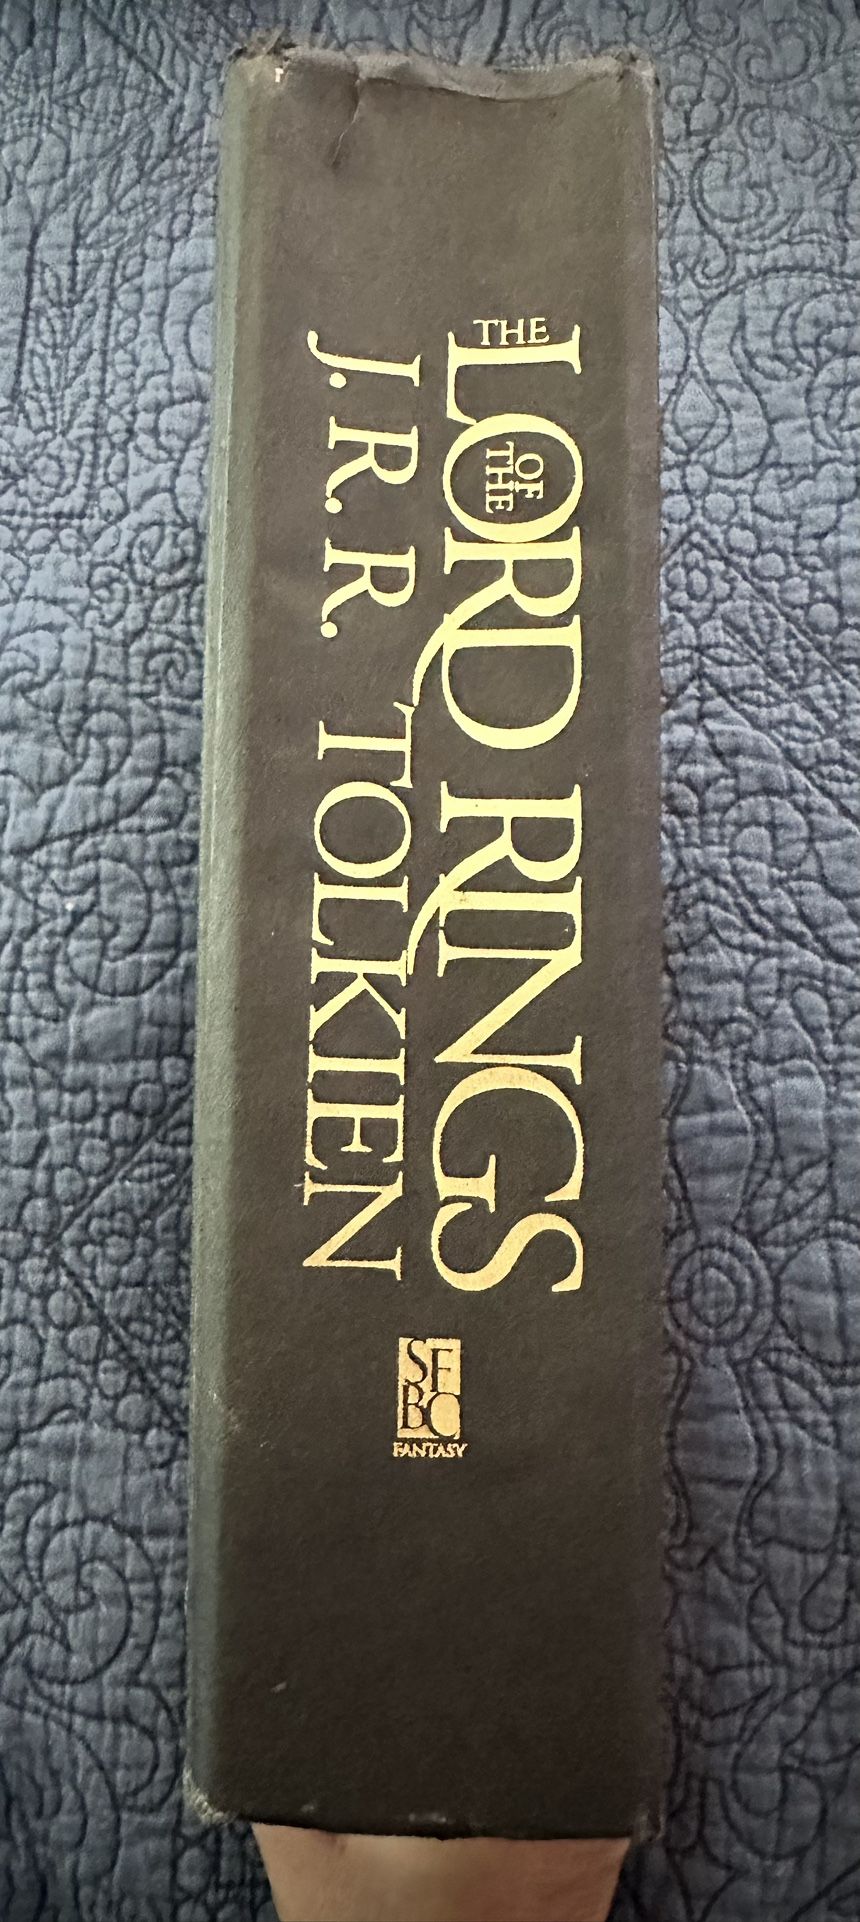 THE
LORD RINGS
OF
THE
J. R. R. TOLKIEN
SF
BC
FANTASY